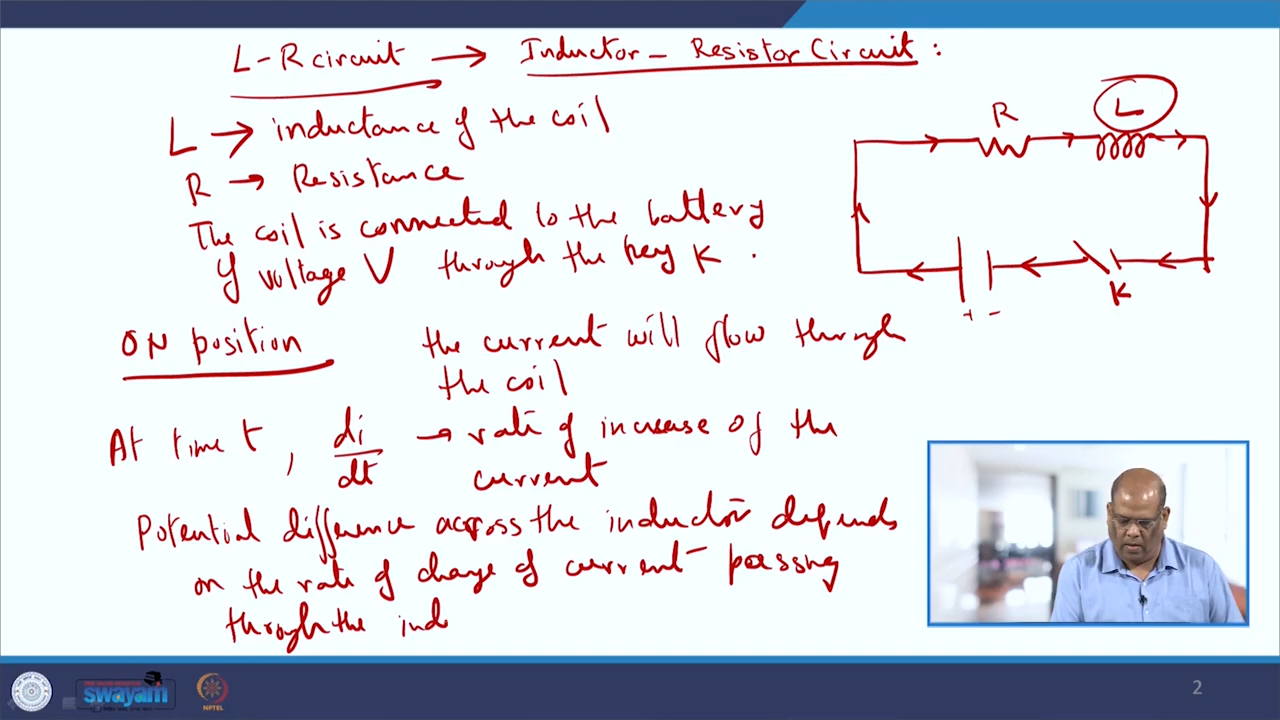 L-R circuit → Inductor - Resistor Circuit :
L → inductance of the coil
R → Resistance
The coil is connected to the battery
of voltage V through the key K .
ON position the current will flow through
the coil
At time t , di/dt → rate of increase of the
current
Potential difference across the inductor depends
on the rate of change of current passing
through the ind
R
L
+ -
K
swayam
NPTEL
2